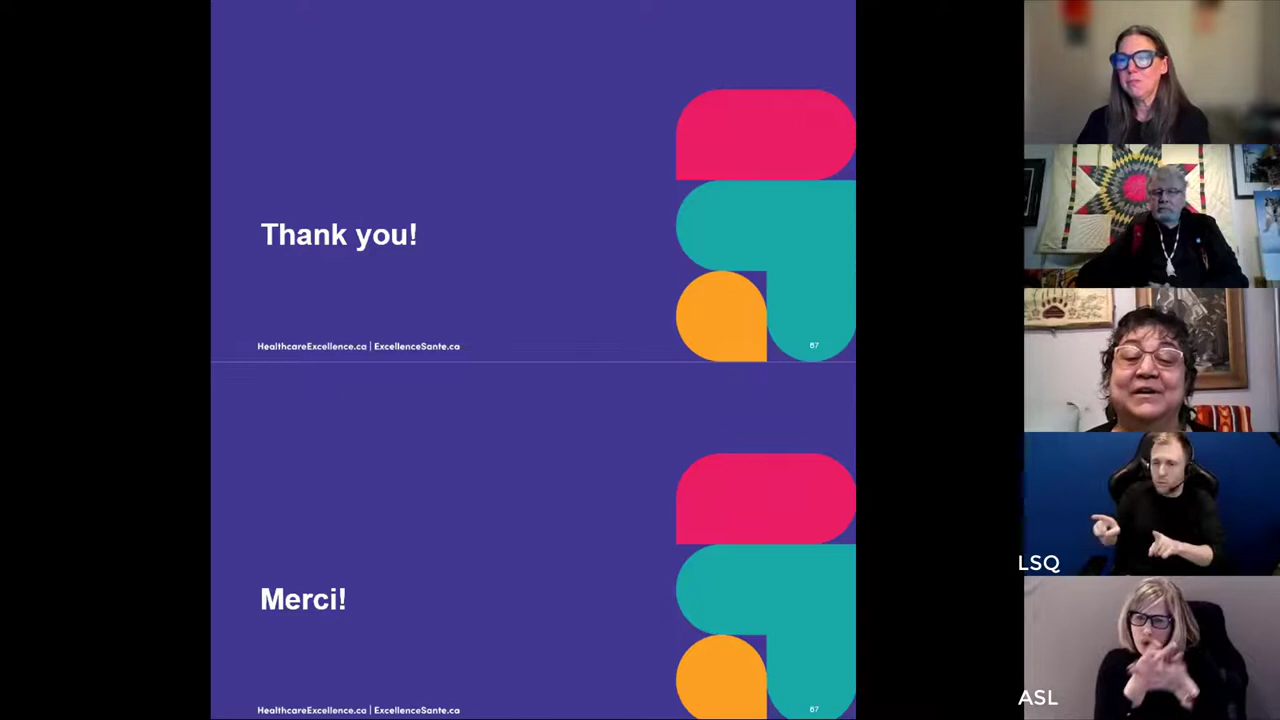 Thank you!
HealthcareExcellence.ca | ExcellenceSante.ca
67
Merci!
HealthcareExcellence.ca | ExcellenceSante.ca
67
LSQ
ASL